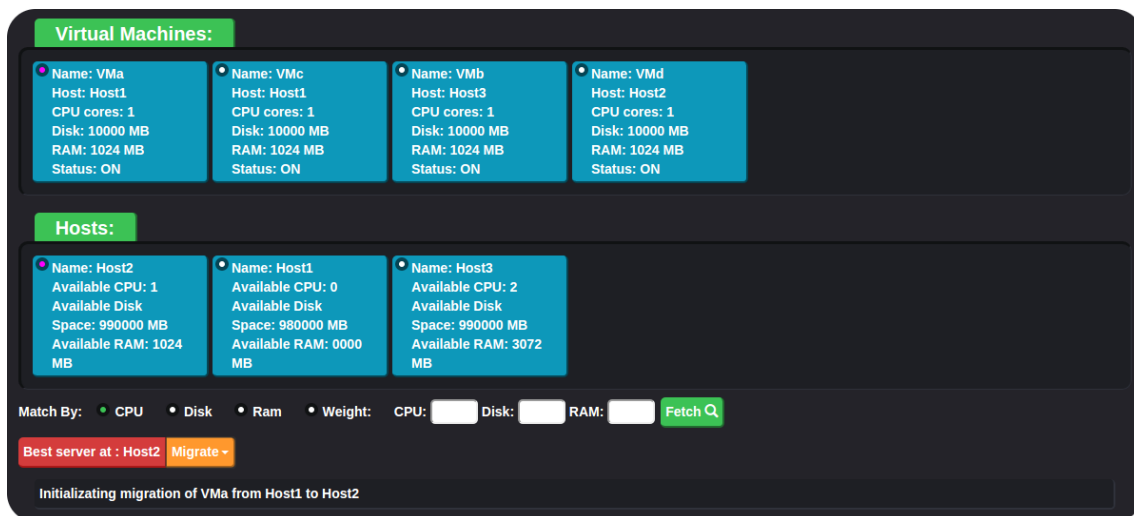 Virtual Machines:
Name: VMa
Host: Host1
CPU cores: 1
Disk: 10000 MB
RAM: 1024 MB
Status: ON
Name: VMc
Host: Host1
CPU cores: 1
Disk: 10000 MB
RAM: 1024 MB
Status: ON
Name: VMb
Host: Host3
CPU cores: 1
Disk: 10000 MB
RAM: 1024 MB
Status: ON
Name: VMd
Host: Host2
CPU cores: 1
Disk: 10000 MB
RAM: 1024 MB
Status: ON
Hosts:
Name: Host2
Available CPU: 1
Available Disk
Space: 990000 MB
Available RAM: 1024
MB
Name: Host1
Available CPU: 0
Available Disk
Space: 980000 MB
Available RAM: 0000
MB
Name: Host3
Available CPU: 2
Available Disk
Space: 990000 MB
Available RAM: 3072
MB
Match By: CPU Disk Ram Weight: CPU: Disk: RAM: Fetch
Best server at : Host2 Migrate
Initializating migration of VMa from Host1 to Host2